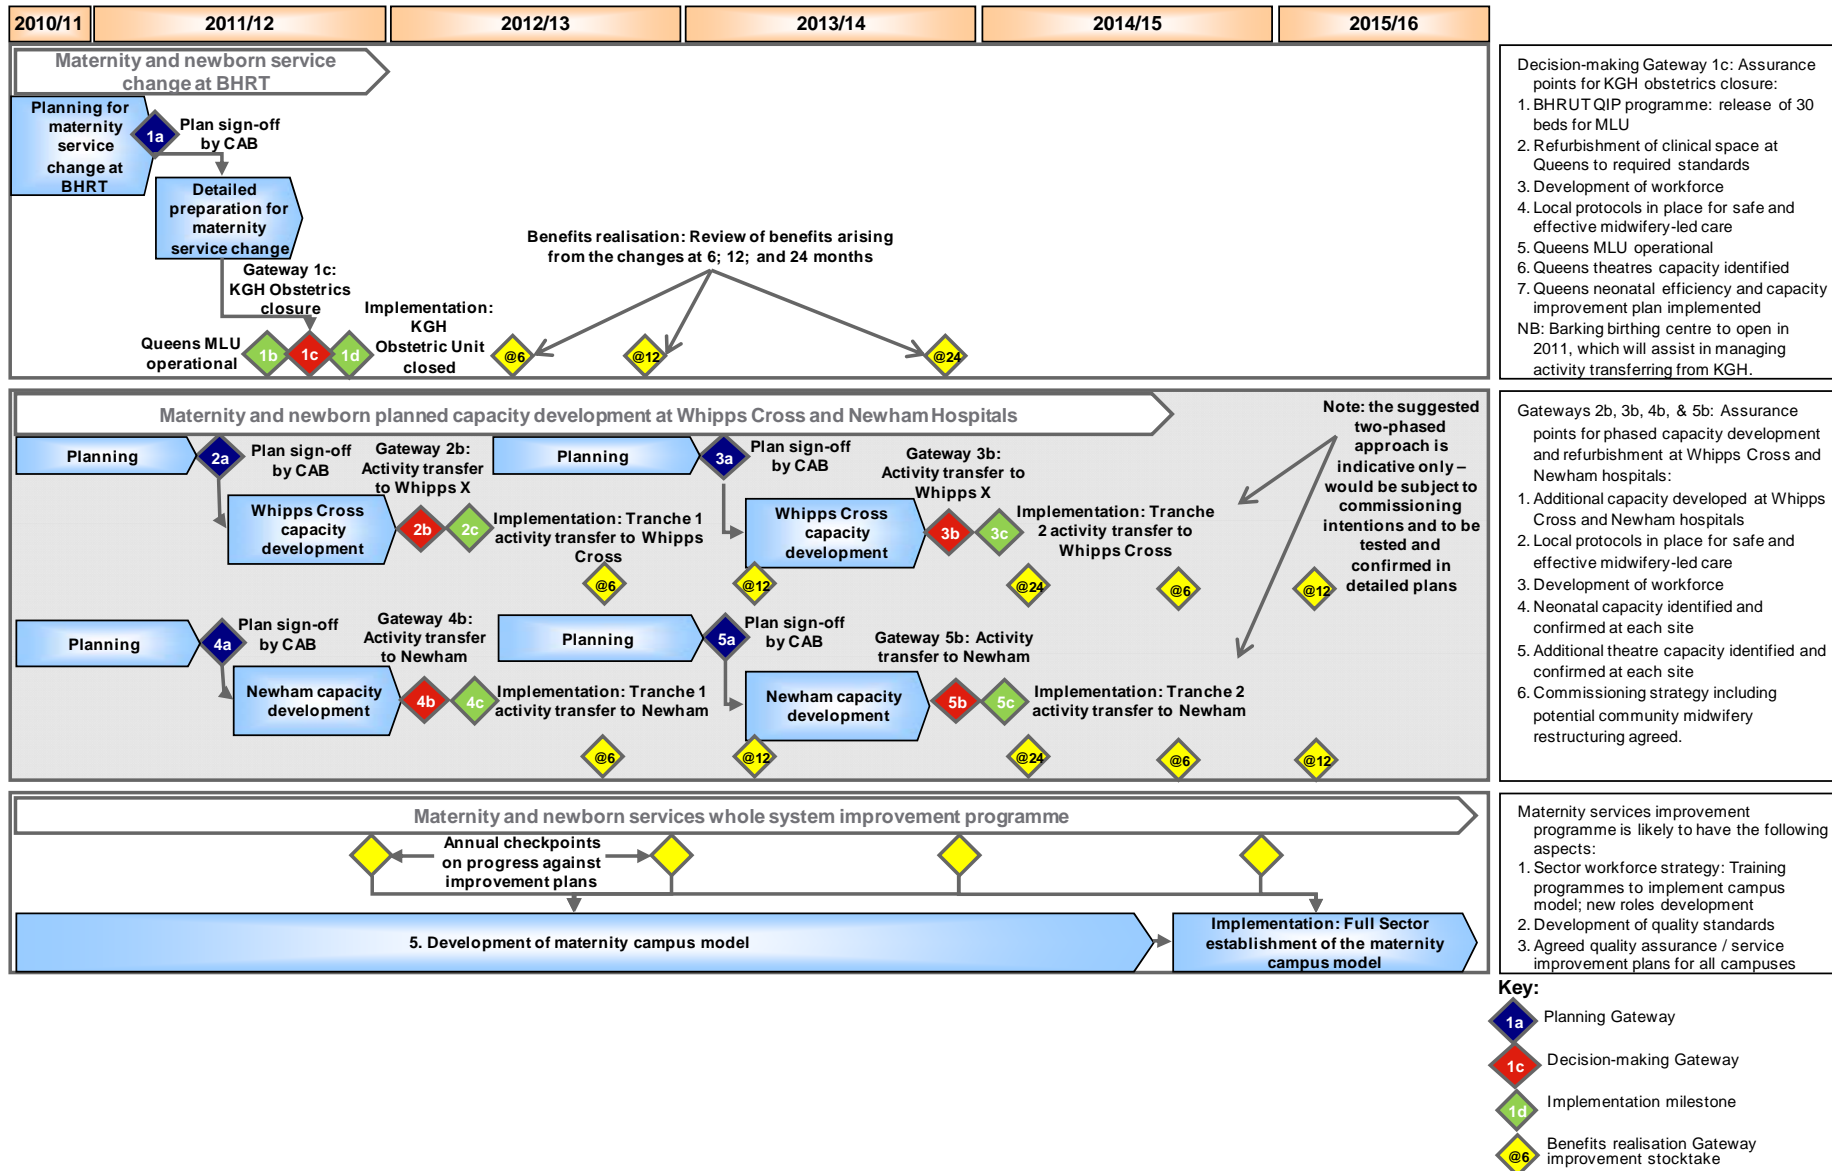 2010/11
2011/12
2012/13
2013/14
2014/15
2015/16
Maternity and newborn service
change at BHRT
Planning for
maternity
service
change at
BHRT
1a
Plan sign-off
by CAB
Detailed
preparation for
maternity
service change
Gateway 1c:
KGH Obstetrics
closure
Queens MLU
operational
1b
1c
1d
Implementation:
KGH
Obstetric Unit
closed
Benefits realisation: Review of benefits arising
from the changes at 6; 12; and 24 months
@6
@12
@24
Decision-making Gateway 1c: Assurance
points for KGH obstetrics closure:
1. BHRUT QIP programme: release of 30
beds for MLU
2. Refurbishment of clinical space at
Queens to required standards
3. Development of workforce
4. Local protocols in place for safe and
effective midwifery-led care
5. Queens MLU operational
6. Queens theatres capacity identified
7. Queens neonatal efficiency and capacity
improvement plan implemented
NB: Barking birthing centre to open in
2011, which will assist in managing
activity transferring from KGH.
Maternity and newborn planned capacity development at Whipps Cross and Newham Hospitals
Planning
2a
Plan sign-off
by CAB
Gateway 2b:
Activity transfer
to Whipps X
Planning
3a
Plan sign-off
by CAB
Gateway 3b:
Activity transfer to
Whipps X
Whipps Cross
capacity
development
2b
2c
Implementation: Tranche 1
activity transfer to Whipps
Cross
Whipps Cross
capacity
development
3b
3c
Implementation: Tranche
2 activity transfer to
Whipps Cross
@6
@12
@24
@6
@12
Note: the suggested
two-phased
approach is
indicative only –
would be subject to
commissioning
intentions and to be
tested and
confirmed in
detailed plans
Planning
4a
Plan sign-off
by CAB
Gateway 4b:
Activity transfer
to Newham
Planning
5a
Plan sign-off
by CAB
Gateway 5b: Activity
transfer to Newham
Newham capacity
development
4b
4c
Implementation: Tranche 1
activity transfer to Newham
Newham capacity
development
5b
5c
Implementation: Tranche 2
activity transfer to Newham
@6
@12
@24
@6
@12
Gateways 2b, 3b, 4b, & 5b: Assurance
points for phased capacity development
and refurbishment at Whipps Cross and
Newham hospitals:
1. Additional capacity developed at Whipps
Cross and Newham hospitals
2. Local protocols in place for safe and
effective midwifery-led care
3. Development of workforce
4. Neonatal capacity identified and
confirmed at each site
5. Additional theatre capacity identified and
confirmed at each site
6. Commissioning strategy including
potential community midwifery
restructuring agreed.
Maternity and newborn services whole system improvement programme
Annual checkpoints
on progress against
improvement plans
5. Development of maternity campus model
Implementation: Full Sector
establishment of the maternity
campus model
Maternity services improvement
programme is likely to have the following
aspects:
1. Sector workforce strategy: Training
programmes to implement campus
model; new roles development
2. Development of quality standards
3. Agreed quality assurance / service
improvement plans for all campuses
Key:
1a
Planning Gateway
1c
Decision-making Gateway
1d
Implementation milestone
@6
Benefits realisation Gateway
improvement stocktake